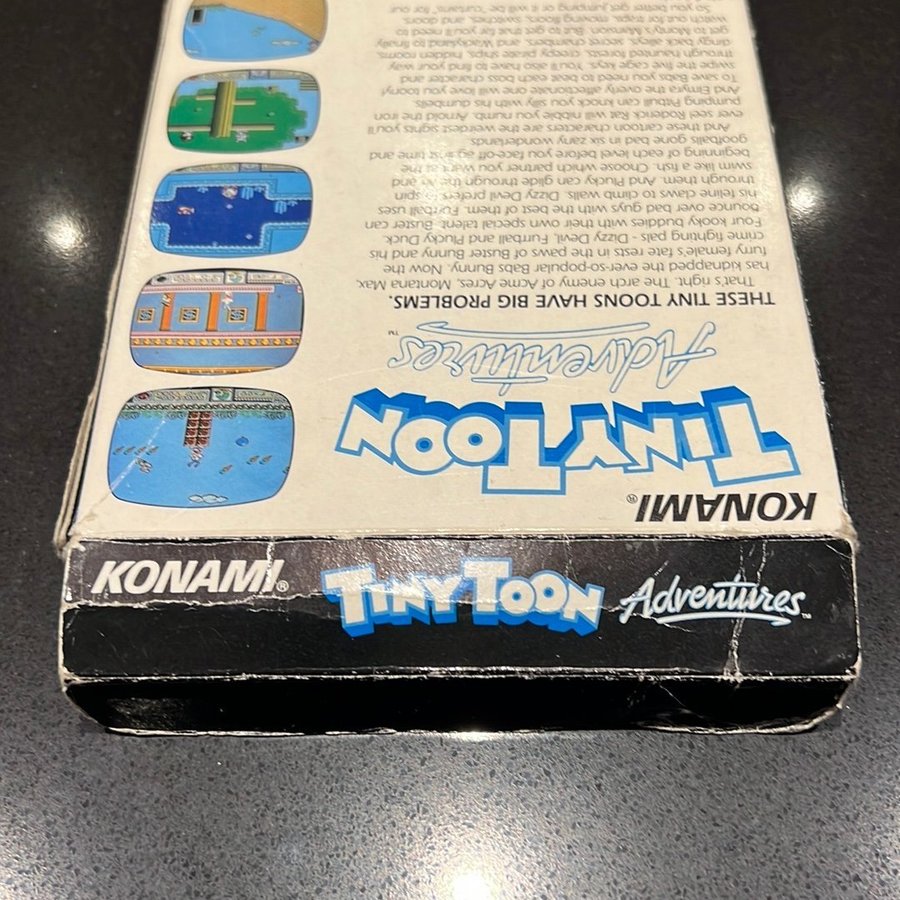 KONAMI®
TINY TOON
Adventures™
THESE TINY TOONS HAVE BIG PROBLEMS.
That's right. The arch enemy of Acme Acres, Montana Max
has kidnapped the ever-so-popular Babs Bunny. Now the
furry female's fate rests in the paws of Buster Bunny and his
crime fighting pals - Dizzy Devil, Furrball and Plucky Duck.
Four kooky buddies with their own special talent. Buster can
bounce over bad guys with the best of them. Furrball uses
his feline claws to climb walls. Dizzy Devil prefers to spin
through them. And Plucky can glide through the air and
swim like a fish. Choose which partner you want at the
beginning of each level before you face-off against time and
goofballs gone bad in six zany wonderlands.
And these cartoon characters are the weirdest sights you'll
ever see! Roderick Rat will nibble you numb. Arnold the iron
pumping Pitbull can knock you silly with his dumbells.
And Elmyra the overly affectionate one will love you toony!
To save Babs you need to beat each boss character and
swipe the five cage keys. You'll also have to find your way
through haunted forests, creepy pirate ships, hidden rooms,
dingy back alleys, secret chambers, and Wackyland to finally
get to Monty's Mansion. But to get that far you'll need to
watch out for traps, moving floors, switches, and doors.
So you better get jumping or it will be "curtains" for our
KONAMI® TINY TOON Adventures™